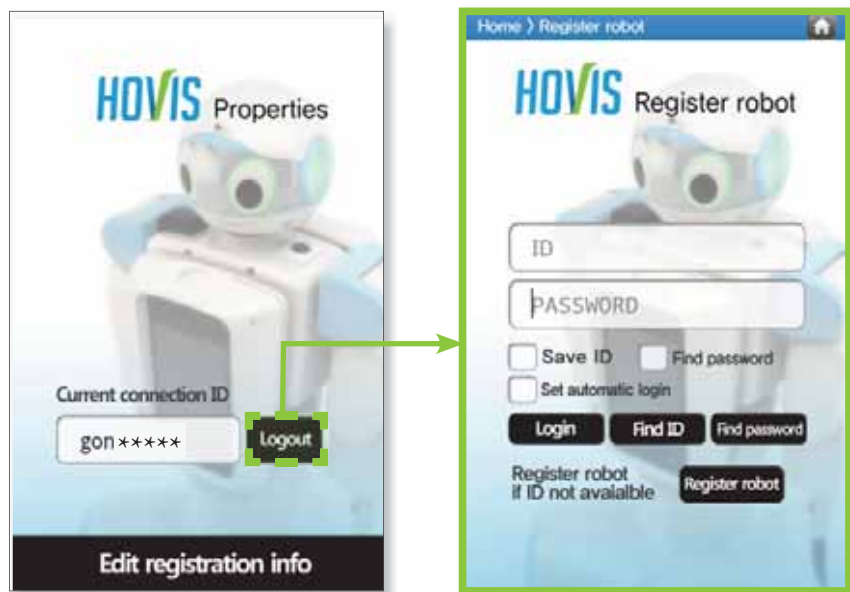 HOVIS Properties
Current connection ID
gon*****
Logout
Edit registration info
Home 〉 Register robot
HOVIS Register robot
ID
PASSWORD
Save ID Find password
Set automatic login
Login Find ID Find password
Register robot
if ID not avaialble
Register robot